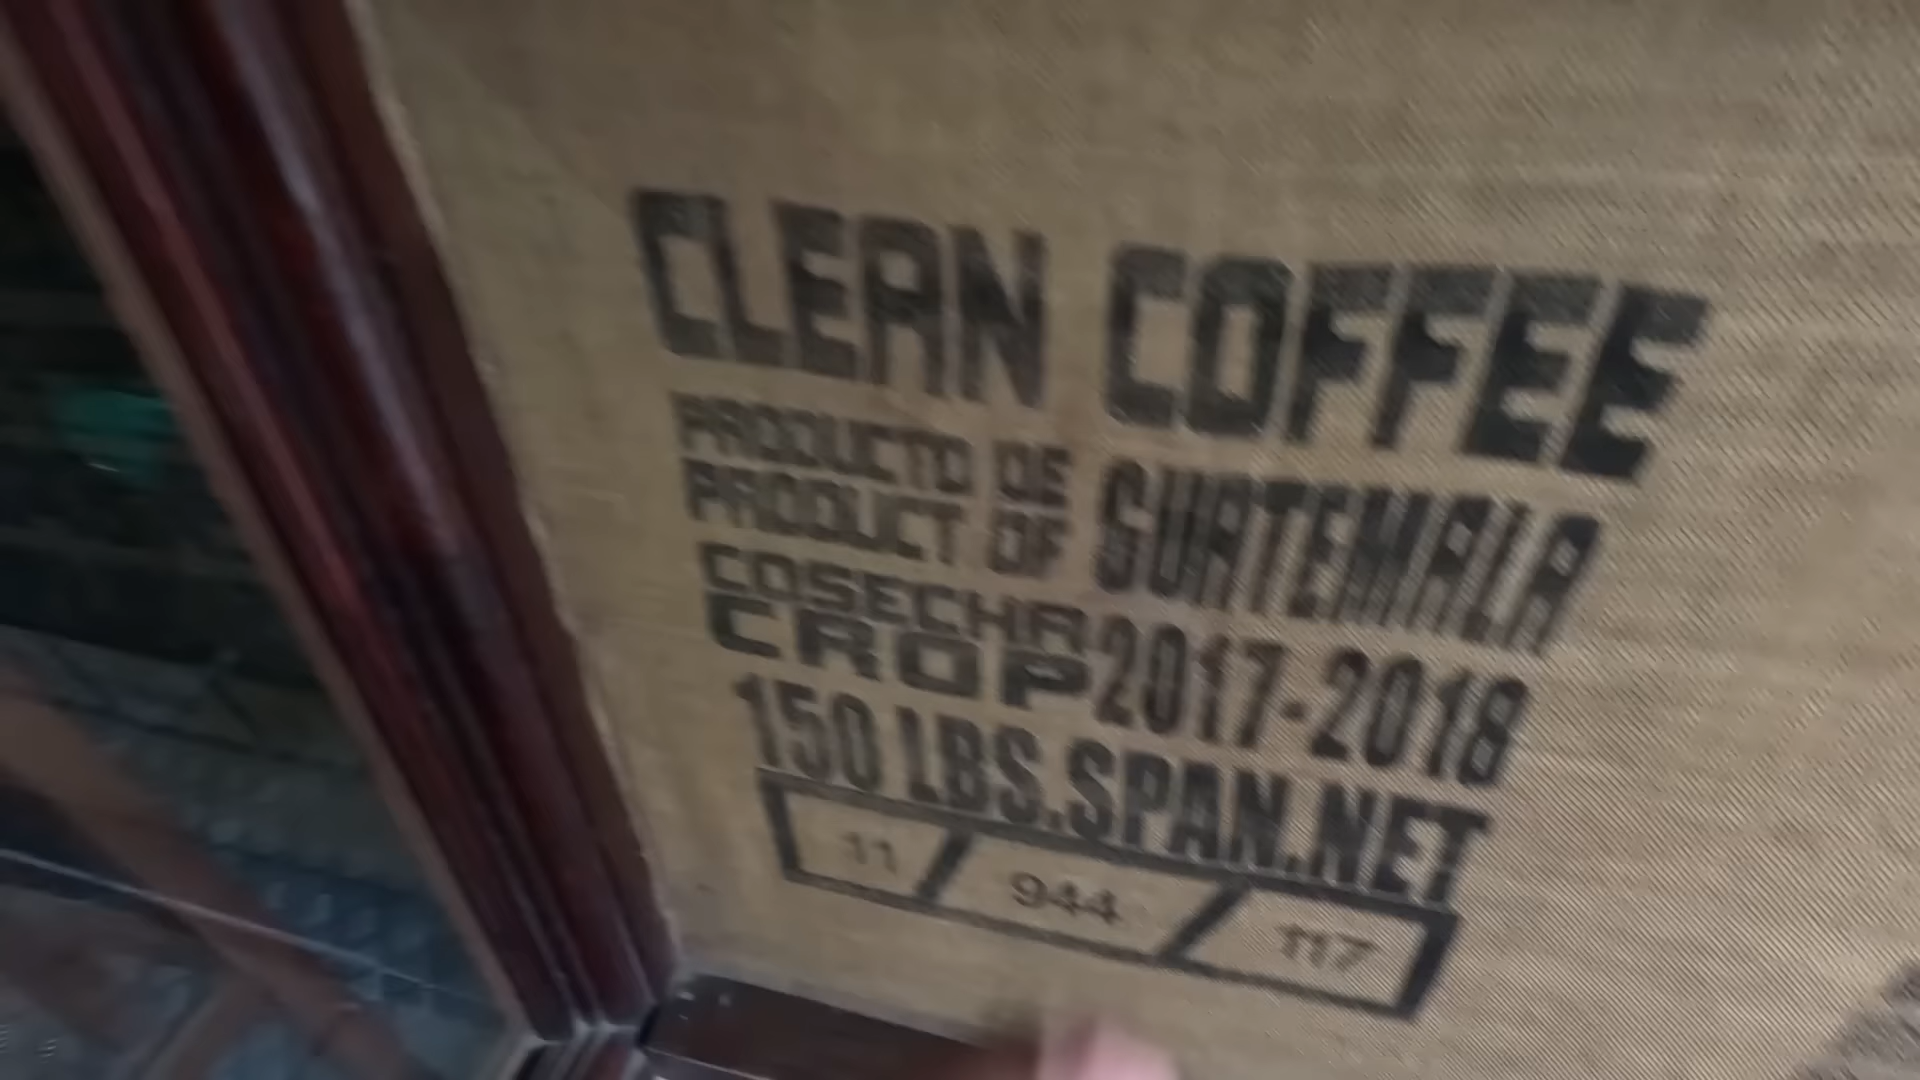 CLEAN COFFEE
PRODUCTO DE
PRODUCT OF GUATEMALA
COSECHA
CROP 2017-2018
150 LBS.SPAN.NET
11 944 117